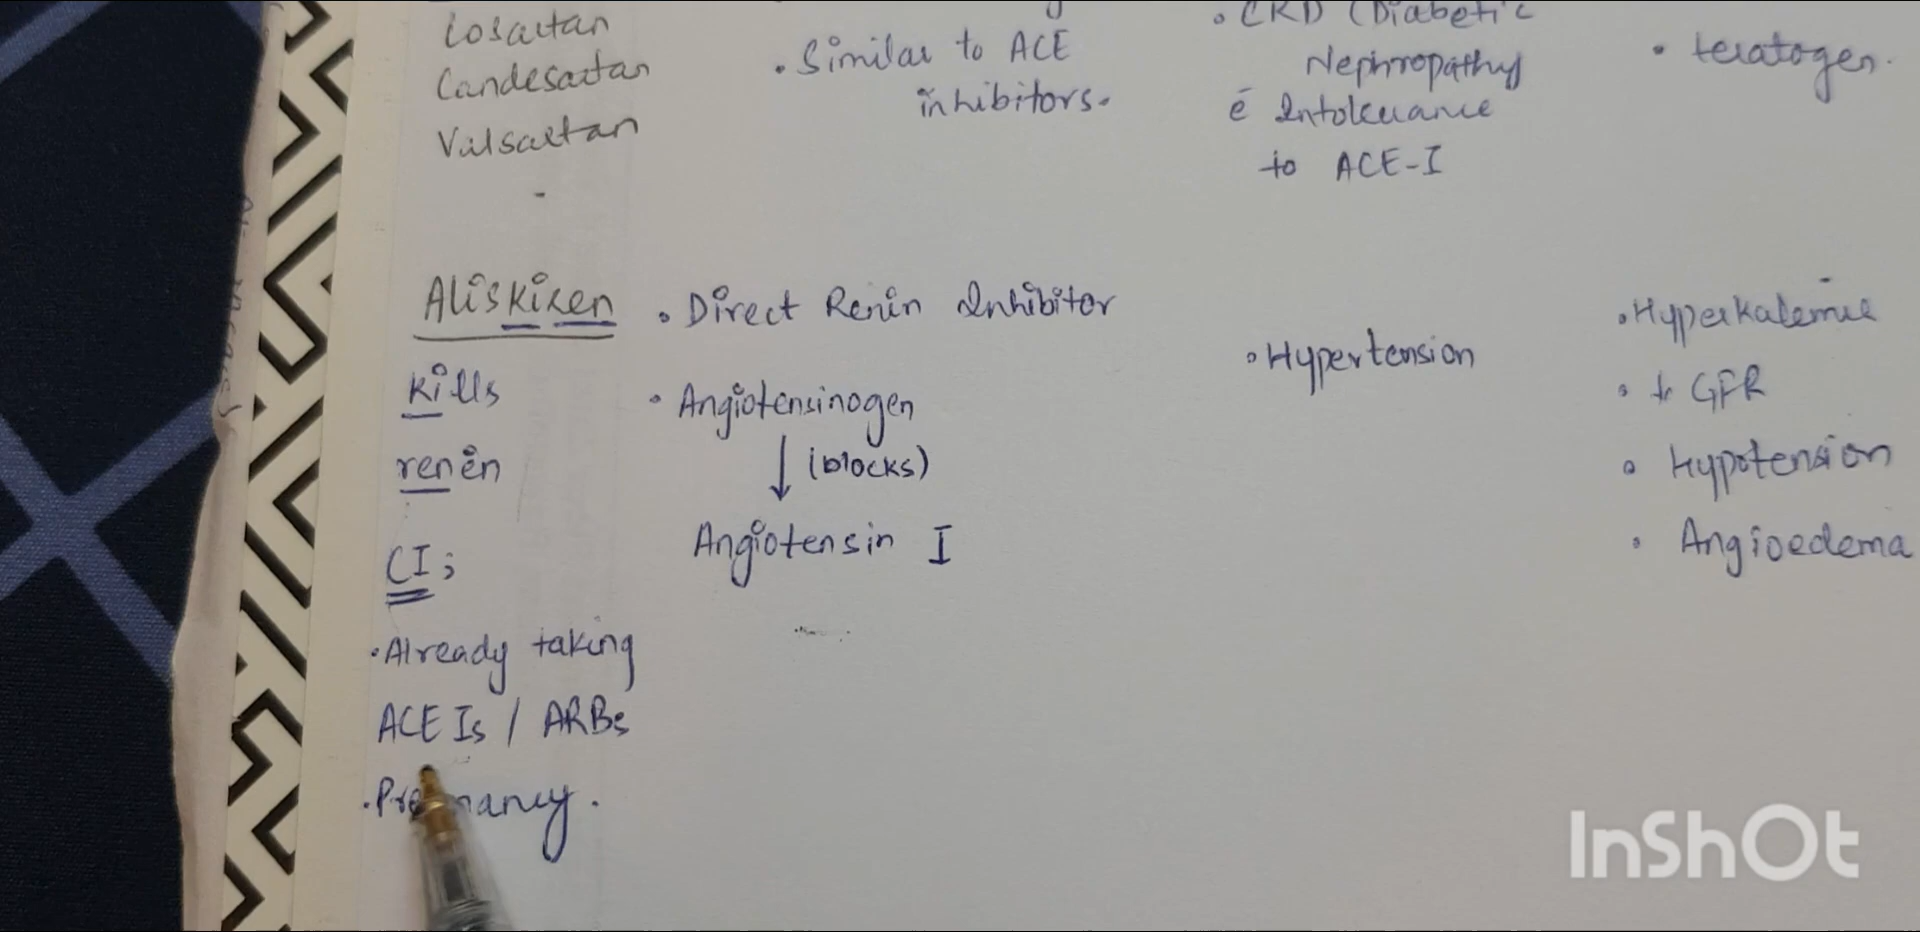 Losartan
Candesartan
Valsartan
• Similar to ACE
inhibitors.
• CKD (Diabetic
Nephropathy
ē Intolerance
to ACE-I
• teratogen.
Aliskiren
kills
renin
CI;
• Already taking
ACE Is / ARBs
• Pregnancy.
• Direct Renin Inhibitor
• Angiotensinogen
↓ (blocks)
Angiotensin I
• Hypertension
• Hyperkalemia
• ↓ GFR
• Hypotension
• Angioedema
InShOt